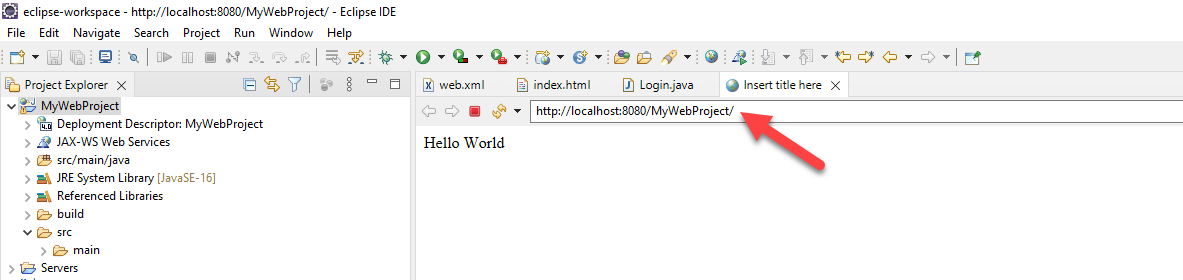 eclipse-workspace - http://localhost:8080/MyWebProject/ - Eclipse IDE
File Edit Navigate Search Project Run Window Help
Project Explorer
MyWebProject
Deployment Descriptor: MyWebProject
JAX-WS Web Services
src/main/java
JRE System Library [JavaSE-16]
Referenced Libraries
build
src
main
Servers
web.xml index.html Login.java Insert title here
http://localhost:8080/MyWebProject/
Hello World